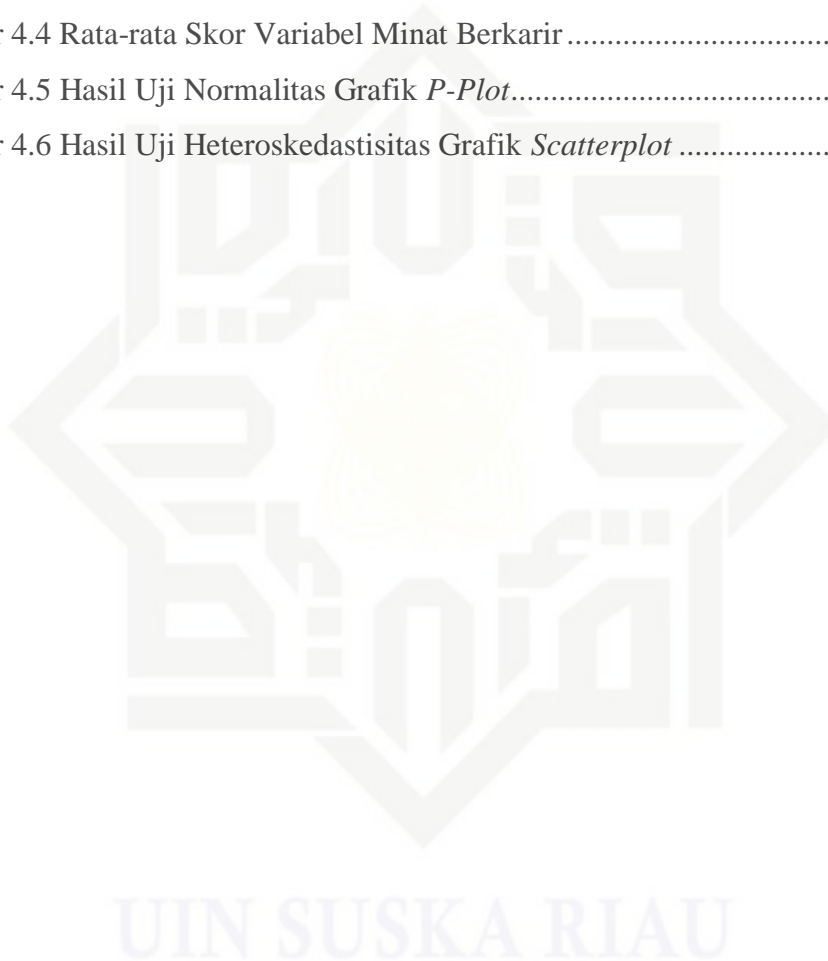 r 4.4 Rata-rata Skor Variabel Minat Berkarir................................
r 4.5 Hasil Uji Normalitas Grafik P-Plot.......................................
r 4.6 Hasil Uji Heteroskedastisitas Grafik Scatterplot ..................
UIN SUSKA RIAU